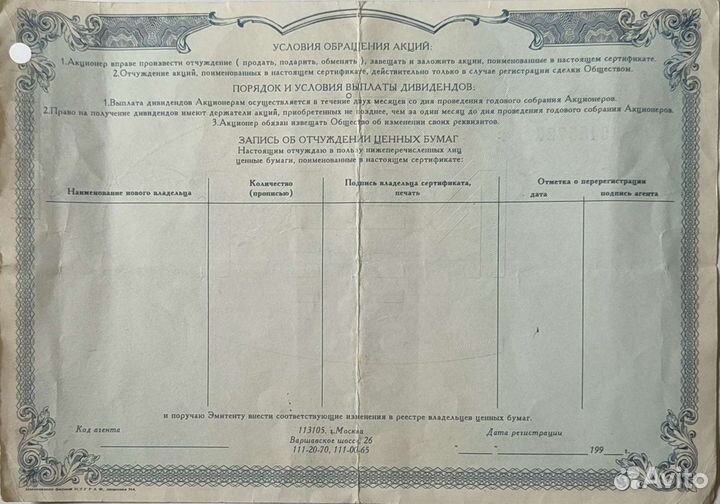 УСЛОВИЯ ОБРАЩЕНИЯ АКЦИЙ:
1.Акционер вправе произвести отчуждение ( продать, подарить, обменять ), завещать и заложить акции, поименованные в настоящем сертификате.
2.Отчуждение акций, поименованных в настоящем сертификате, действительно только в случае регистрации сделки Обществом.
ПОРЯДОК И УСЛОВИЯ ВЫПЛАТЫ ДИВИДЕНДОВ:
1.Выплата дивидендов Акционерам осуществляется в течение двух месяцев со дня проведения годового собрания Акционеров.
2.Право на получение дивидендов имеют держатели акций, приобретенных не позднее, чем за один месяц до дня проведения годового собрания Акционеров.
3.Акционер обязан извещать Общество об изменении своих реквизитов.
ЗАПИСЬ ОБ ОТЧУЖДЕНИИ ЦЕННЫХ БУМАГ
Настоящим отчуждаю в пользу нижеперечисленных лиц
ценные бумаги, поименованные в настоящем сертификате:
Наименование нового владельца
Количество
(прописью)
Подпись владельца сертификата,
печать
Отметка о перерегистрации
дата
подпись агента
и поручаю Эмитенту внести соответствующие изменения в реестре владельцев ценных бумаг.
Код агента
113105, г.Москва
Варшавское шоссе, 26
111-20-70, 111-00-65
Дата регистрации
- - 199 г.
Avito